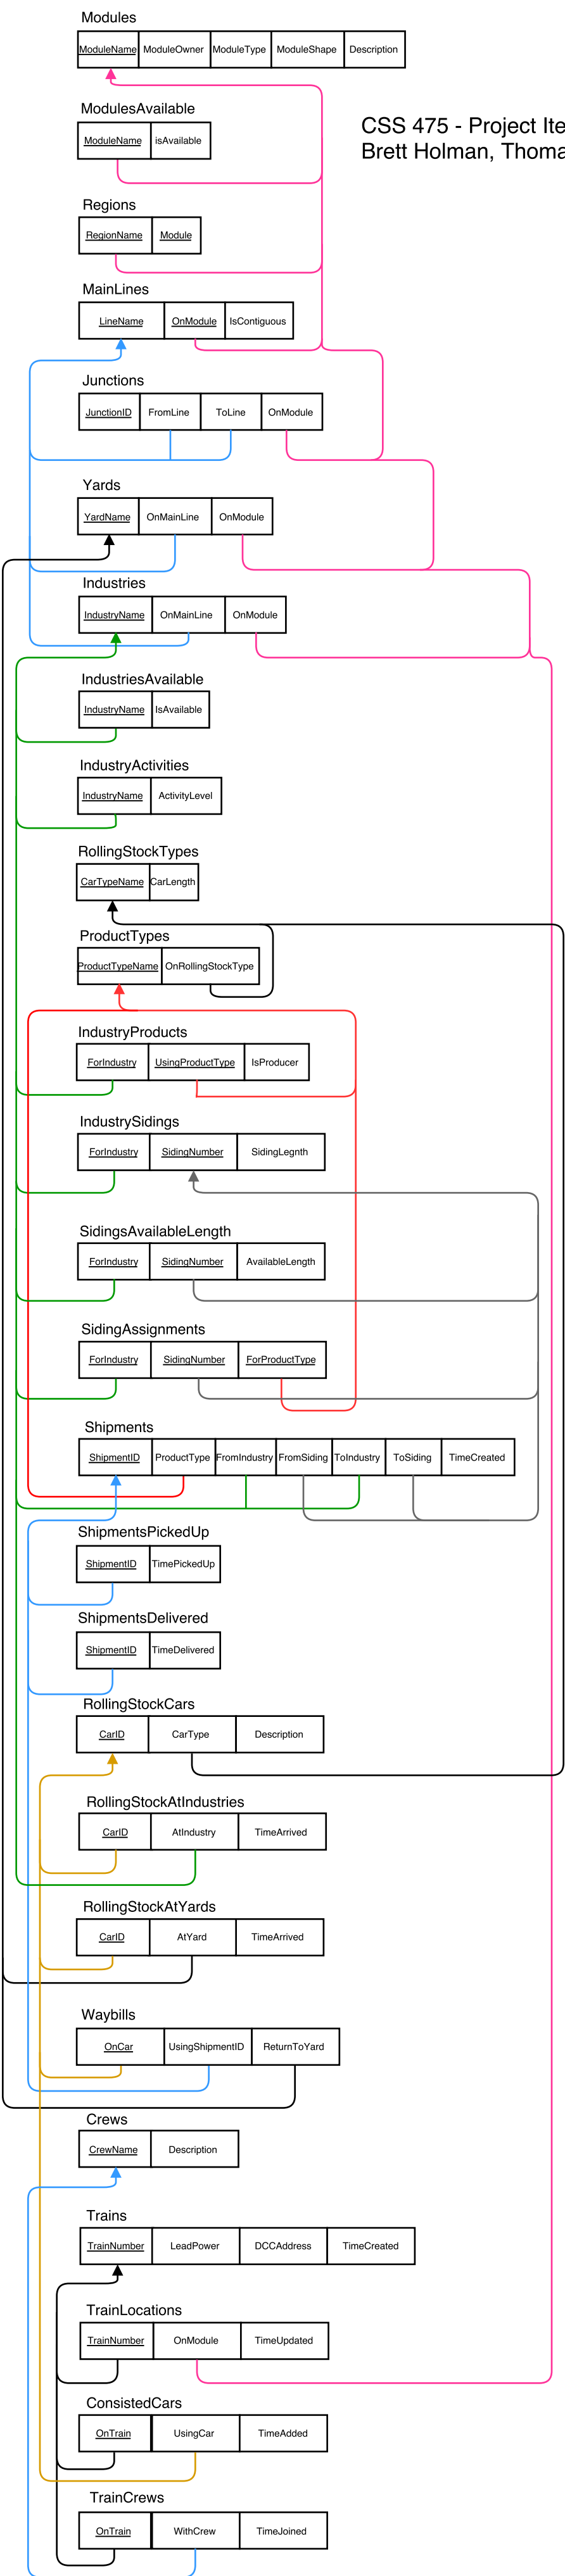 Modules
ModuleName ModuleOwner ModuleType ModuleShape Description
ModulesAvailable
ModuleName isAvailable
CSS 475 - Project Ite
Brett Holman, Thoma
Regions
RegionName Module
MainLines
LineName OnModule IsContiguous
Junctions
JunctionID FromLine ToLine OnModule
Yards
YardName OnMainLine OnModule
Industries
IndustryName OnMainLine OnModule
IndustriesAvailable
IndustryName IsAvailable
IndustryActivities
IndustryName ActivityLevel
RollingStockTypes
CarTypeName CarLength
ProductTypes
ProductTypeName OnRollingStockType
IndustryProducts
ForIndustry UsingProductType IsProducer
IndustrySidings
ForIndustry SidingNumber SidingLegnth
SidingsAvailableLength
ForIndustry SidingNumber AvailableLength
SidingAssignments
ForIndustry SidingNumber ForProductType
Shipments
ShipmentID ProductType FromIndustry FromSiding ToIndustry ToSiding TimeCreated
ShipmentsPickedUp
ShipmentID TimePickedUp
ShipmentsDelivered
ShipmentID TimeDelivered
RollingStockCars
CarID CarType Description
RollingStockAtIndustries
CarID AtIndustry TimeArrived
RollingStockAtYards
CarID AtYard TimeArrived
Waybills
OnCar UsingShipmentID ReturnToYard
Crews
CrewName Description
Trains
TrainNumber LeadPower DCCAddress TimeCreated
TrainLocations
TrainNumber OnModule TimeUpdated
ConsistedCars
OnTrain UsingCar TimeAdded
TrainCrews
OnTrain WithCrew TimeJoined